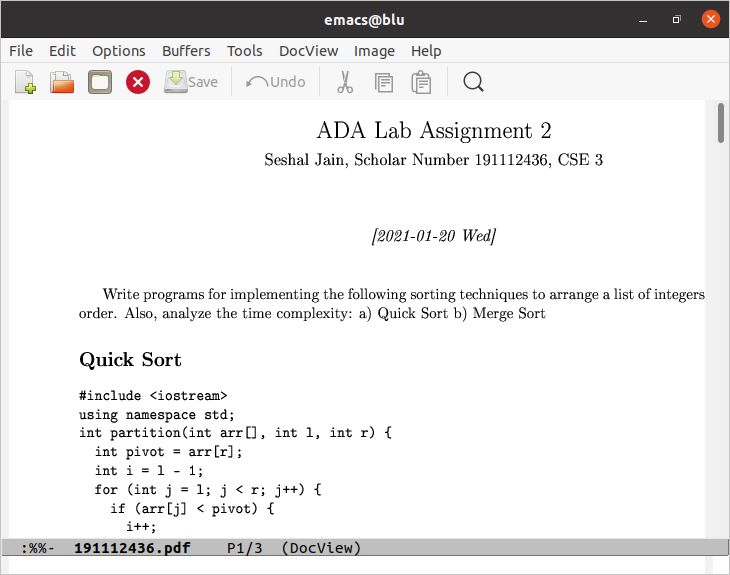 emacs@blu
File Edit Options Buffers Tools DocView Image Help
Save Undo
ADA Lab Assignment 2
Seshal Jain, Scholar Number 191112436, CSE 3
[2021-01-20 Wed]
Write programs for implementing the following sorting techniques to arrange a list of integers
order. Also, analyze the time complexity: a) Quick Sort b) Merge Sort
Quick Sort
#include <iostream>
using namespace std;
int partition(int arr[], int l, int r) {
  int pivot = arr[r];
  int i = l - 1;
  for (int j = l; j < r; j++) {
    if (arr[j] < pivot) {
      i++;
:%%- 191112436.pdf P1/3 (DocView)